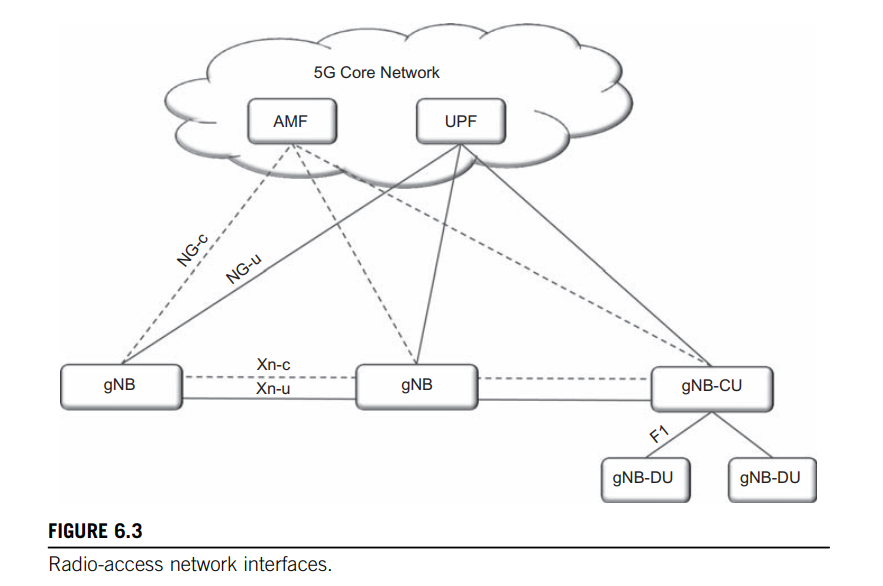 5G Core Network
AMF
UPF
NG-c
NG-u
Xn-c
gNB
gNB
gNB-CU
Xn-u
F1
gNB-DU
gNB-DU
FIGURE 6.3
Radio-access network interfaces.